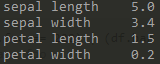 sepal length 5.0
sepal width 3.4
petal length 1.5
petal width 0.2